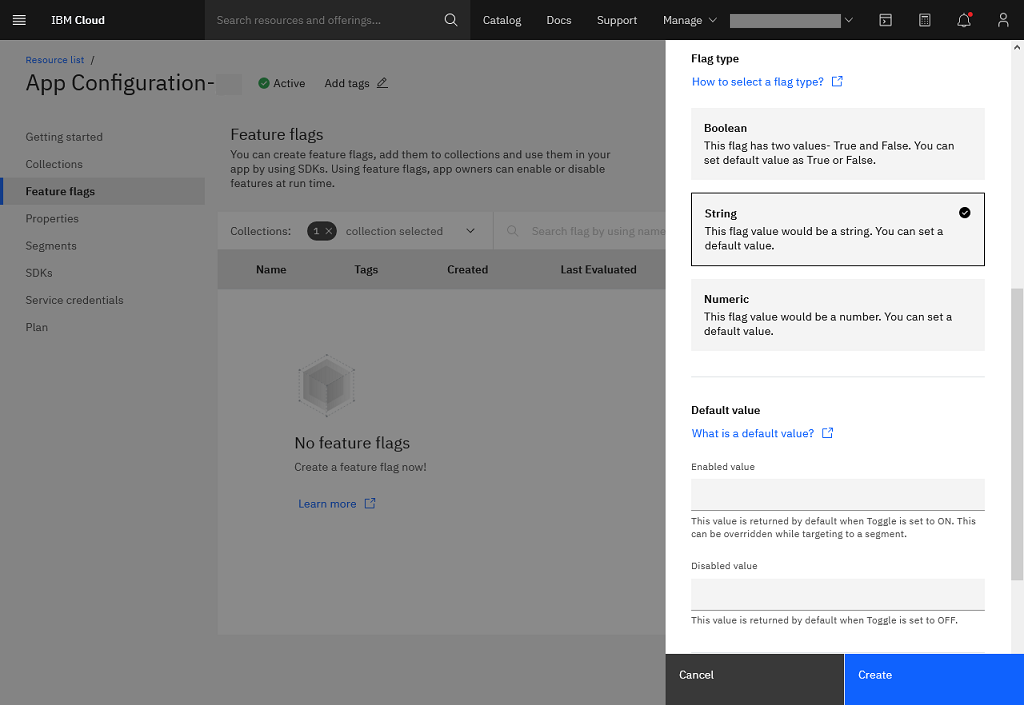 IBM Cloud
Search resources and offerings...
Catalog
Docs
Support
Manage
Resource list /
App Configuration-
Active
Add tags
Getting started
Collections
Feature flags
Properties
Segments
SDKs
Service credentials
Plan
Feature flags
You can create feature flags, add them to collections and use them in your
app by using SDKs. Using feature flags, app owners can enable or disable
features at run time.
Collections:
1 ×
collection selected
Search flag by using name
Name
Tags
Created
Last Evaluated
No feature flags
Create a feature flag now!
Learn more
Flag type
How to select a flag type?
Boolean
This flag has two values- True and False. You can
set default value as True or False.
String
This flag value would be a string. You can set a
default value.
Numeric
This flag value would be a number. You can set a
default value.
Default value
What is a default value?
Enabled value
This value is returned by default when Toggle is set to ON. This
can be overridden while targeting to a segment.
Disabled value
This value is returned by default when Toggle is set to OFF.
Cancel
Create